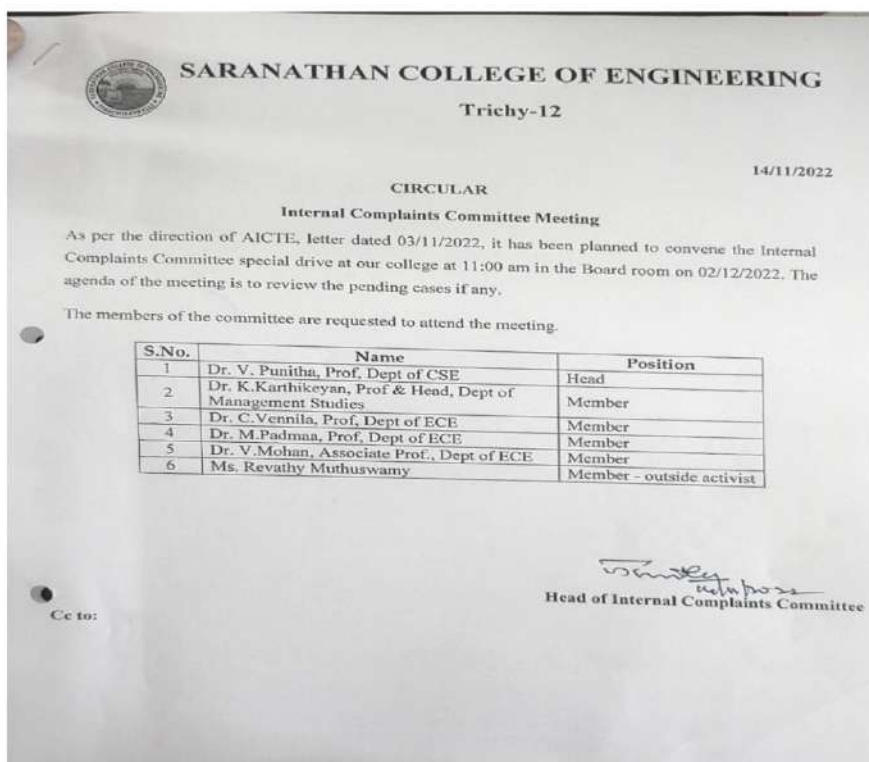 SARANATHAN COLLEGE OF ENGINEERING
Trichy-12
14/11/2022
CIRCULAR
Internal Complaints Committee Meeting
As per the direction of AICTE, letter dated 03/11/2022, it has been planned to convene the Internal
Complaints Committee special drive at our college at 11:00 am in the Board room on 02/12/2022. The
agenda of the meeting is to review the pending cases if any.
The members of the committee are requested to attend the meeting.
S.No. Name Position
1 Dr. V. Punitha, Prof, Dept of CSE Head
2 Dr. K.Karthikeyan, Prof & Head, Dept of
Management Studies Member
3 Dr. C.Vennila, Prof, Dept of ECE Member
4 Dr. M.Padmaa, Prof, Dept of ECE Member
5 Dr. V.Mohan, Associate Prof., Dept of ECE Member
6 Ms. Revathy Muthuswamy Member - outside activist
Head of Internal Complaints Committee
Cc to: